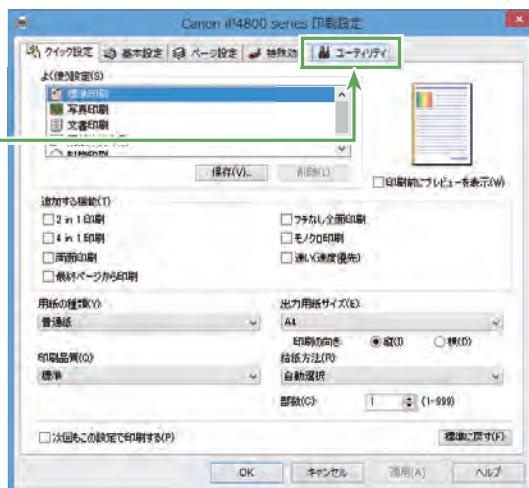 Canon iP4800 series 印刷設定
クイック設定 基本設定 ページ設定 特殊効 ユーティリティ
よく使う設定(S)
標準印刷
写真印刷
文書印刷
保存(V)... 削除(L)
印刷前にプレビューを表示(W)
追加する機能(T)
2 in 1 印刷 フチなし全面印刷
4 in 1 印刷 モノクロ印刷
両面印刷 速い(速度優先)
最終ページから印刷
用紙の種類(Y): 出力用紙サイズ(E):
普通紙 A4
印刷の向き: 縦(I) 横(D)
印刷品質(Q): 給紙方法(R):
標準 自動選択
部数(C): 1 (1-999)
次回もこの設定で印刷する(P) 標準に戻す(F)
OK キャンセル 適用(A) ヘルプ